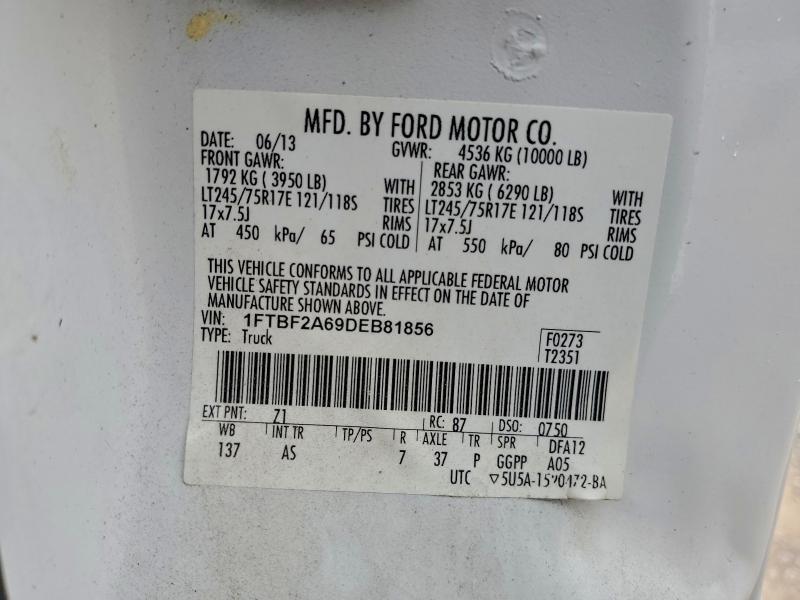 MFD. BY FORD MOTOR CO.
DATE: 06/13 GVWR: 4536 KG (10000 LB)
FRONT GAWR: REAR GAWR:
1792 KG ( 3950 LB) WITH 2853 KG ( 6290 LB) WITH
LT245/75R17E 121/118S TIRES LT245/75R17E 121/118S TIRES
17x7.5J RIMS 17x7.5J RIMS
AT 450 kPa/ 65 PSI COLD AT 550 kPa/ 80 PSI COLD
THIS VEHICLE CONFORMS TO ALL APPLICABLE FEDERAL MOTOR
VEHICLE SAFETY STANDARDS IN EFFECT ON THE DATE OF
MANUFACTURE SHOWN ABOVE.
VIN: 1FTBF2A69DEB81856
TYPE: Truck F0273
T2351
EXT PNT: Z1 RC: 87 DSO: 0750
WB INT TR TP/PS R AXLE TR SPR DFA12
137 AS 7 37 P GGPP A05
UTC ▽5U5A-1520472-BA